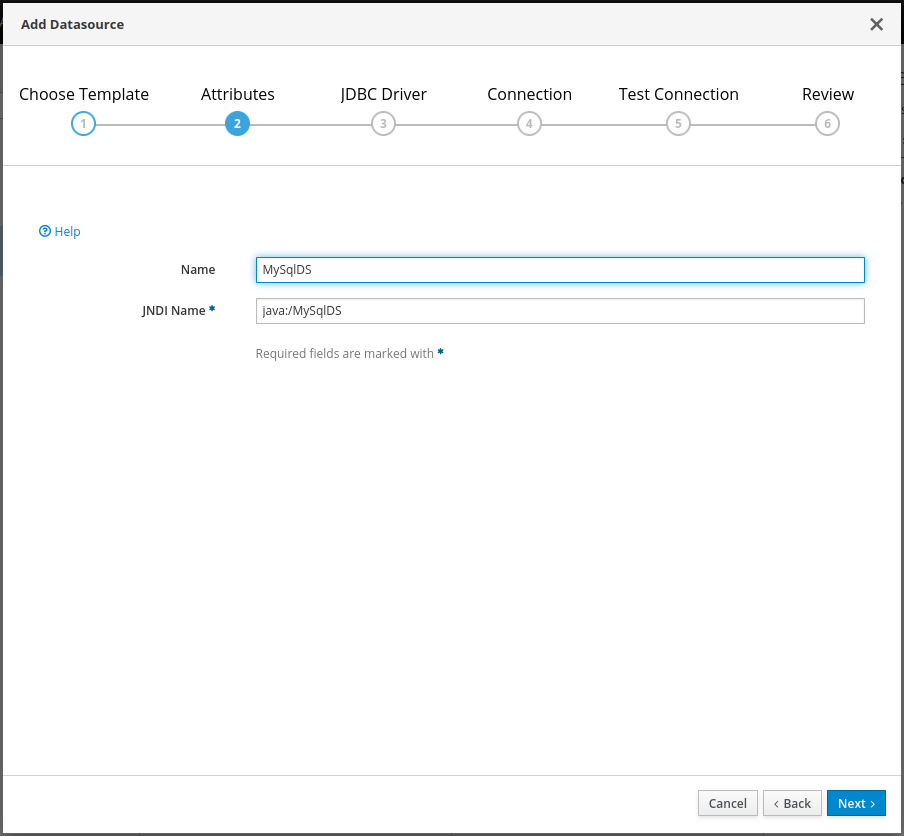 Add Datasource
Choose Template Attributes JDBC Driver Connection Test Connection Review
1 2 3 4 5 6
Help
Name MySqlDS
JNDI Name * java:/MySqlDS
Required fields are marked with *
Cancel ‹ Back Next ›